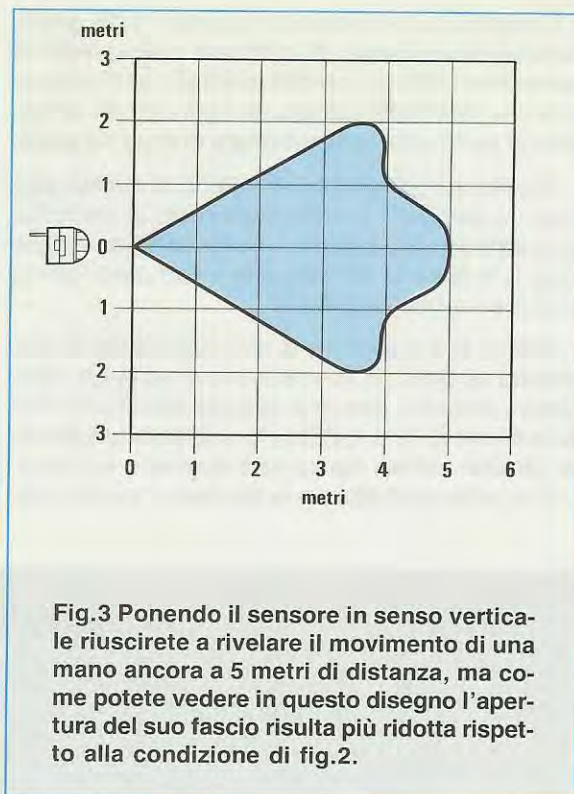 metri
3
2
1
0
1
2
3
0 1 2 3 4 5 6
metri
Fig.3 Ponendo il sensore in senso vertica-
le riuscirete a rivelare il movimento di una
mano ancora a 5 metri di distanza, ma co-
me potete vedere in questo disegno l'aper-
tura del suo fascio risulta più ridotta rispet-
to alla condizione di fig.2.